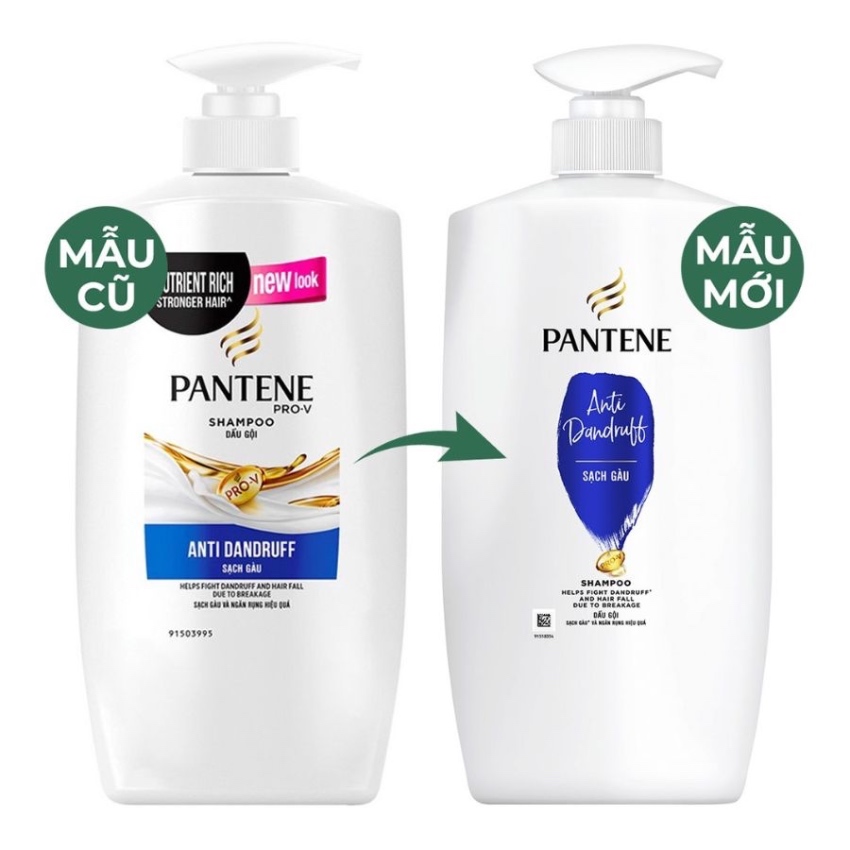 MẪU
CŨ
UTRIENT RICH
STRONGER HAIR^
new look
PANTENE
PRO-V
SHAMPOO
DẦU GỘI
PRO-V
ANTI DANDRUFF
SẠCH GÀU
HELPS FIGHT DANDRUFF AND HAIR FALL
DUE TO BREAKAGE
SẠCH GÀU VÀ NGĂN RỤNG HIỆU QUẢ
91503995
MẪU
MỚI
PANTENE
Anti
Dandruff
SẠCH GÀU
PRO-V
SHAMPOO
HELPS FIGHT DANDRUFF*
AND HAIR FALL
DUE TO BREAKAGE
DẦU GỘI
SẠCH GÀU* VÀ NGĂN RỤNG HIỆU QUẢ